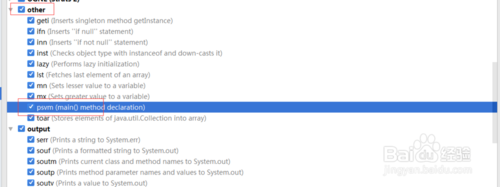 other
geti (Inserts singleton method getInstance)
ifn (Inserts "if null" statement)
inn (Inserts "if not null" statement)
inst (Checks object type with instanceof and down-casts it)
lazy (Performs lazy initialization)
lst (Fetches last element of an array)
mn (Sets lesser value to a variable)
mx (Sets greater value to a variable)
psvm (main() method declaration)
toar (Stores elements of java.util.Collection into array)
output
serr (Prints a string to System.err)
souf (Prints a formatted string to System.out)
soutm (Prints current class and method names to System.out)
soutp (Prints method parameter names and values to System.out)
soutv (Prints a value to System.out)
Baidu 经验